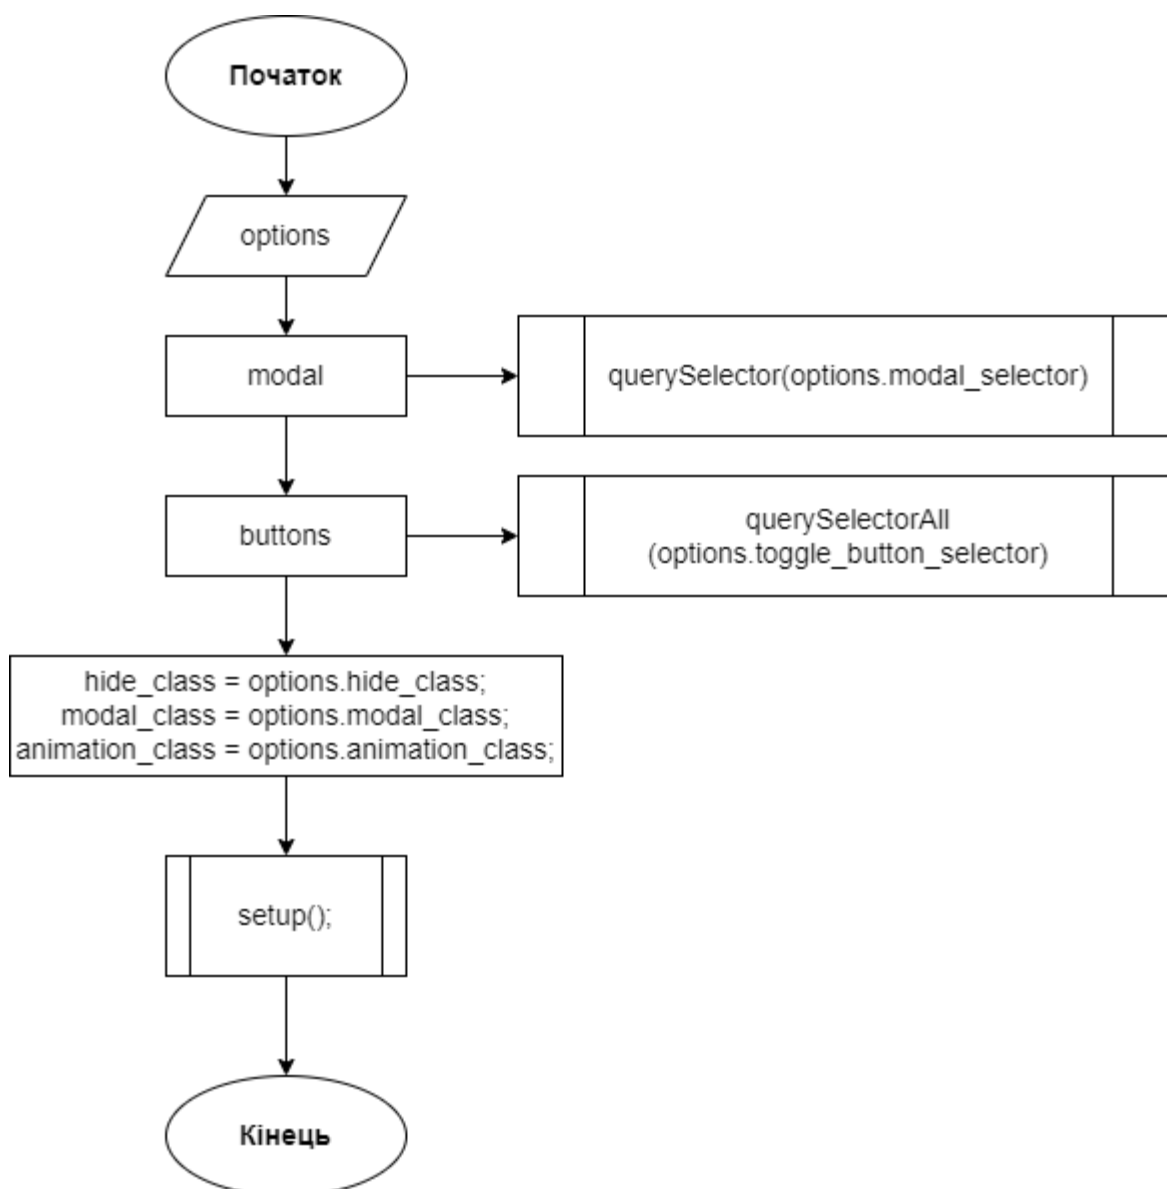 Початок
options
modal
querySelector(options.modal_selector)
buttons
querySelectorAll
(options.toggle_button_selector)
hide_class = options.hide_class;
modal_class = options.modal_class;
animation_class = options.animation_class;
setup();
Кінець